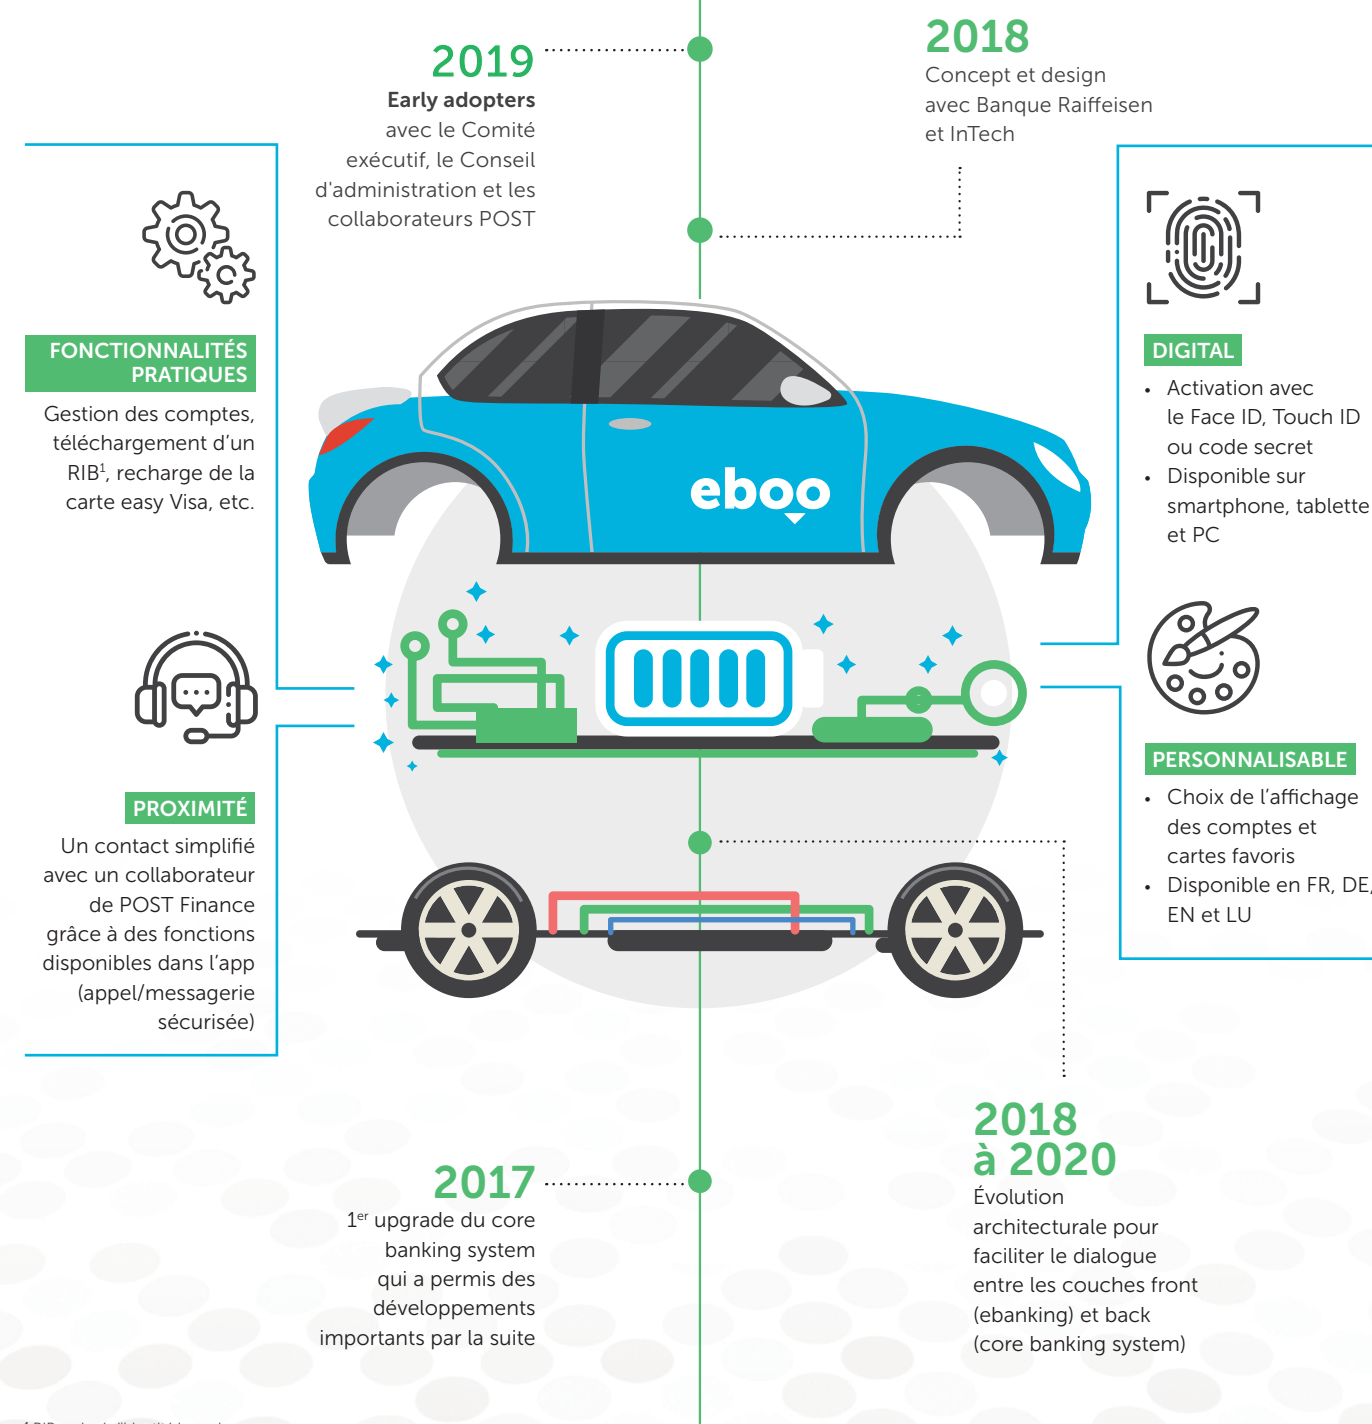 2019
Early adopters
avec le Comité
exécutif, le Conseil
d'administration et les
collaborateurs POST
2018
Concept et design
avec Banque Raiffeisen
et InTech
FONCTIONNALITÉS
PRATIQUES
Gestion des comptes,
téléchargement d’un
RIB¹, recharge de la
carte easy Visa, etc.
DIGITAL
• Activation avec
le Face ID, Touch ID
ou code secret
• Disponible sur
smartphone, tablette
et PC
eboo
PROXIMITÉ
Un contact simplifié
avec un collaborateur
de POST Finance
grâce à des fonctions
disponibles dans l’app
(appel/messagerie
sécurisée)
PERSONNALISABLE
• Choix de l’affichage
des comptes et
cartes favoris
• Disponible en FR, DE,
EN et LU
2017
1er upgrade du core
banking system
qui a permis des
développements
importants par la suite
2018
à 2020
Évolution
architecturale pour
faciliter le dialogue
entre les couches front
(ebanking) et back
(core banking system)